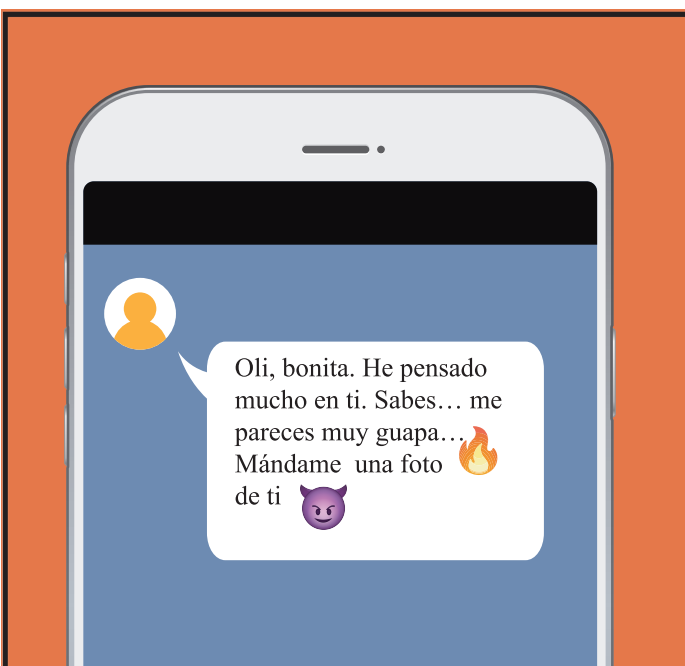 Oli, bonita. He pensado
mucho en ti. Sabes… me
pareces muy guapa…
Mándame una foto
de ti